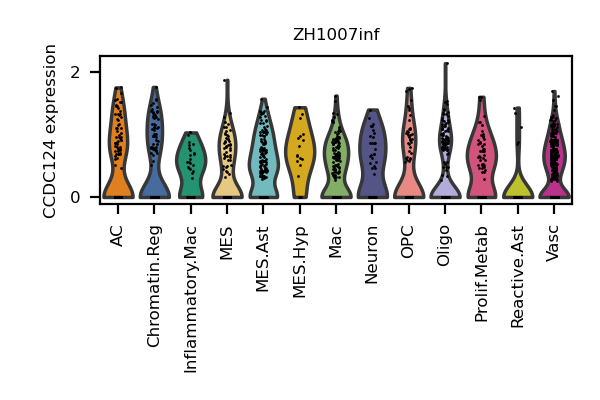 ZH1007inf
CCDC124 expression
2
0
AC
Chromatin.Reg
Inflammatory.Mac
MES
MES.Ast
MES.Hyp
Mac
Neuron
OPC
Oligo
Prolif.Metab
Reactive.Ast
Vasc